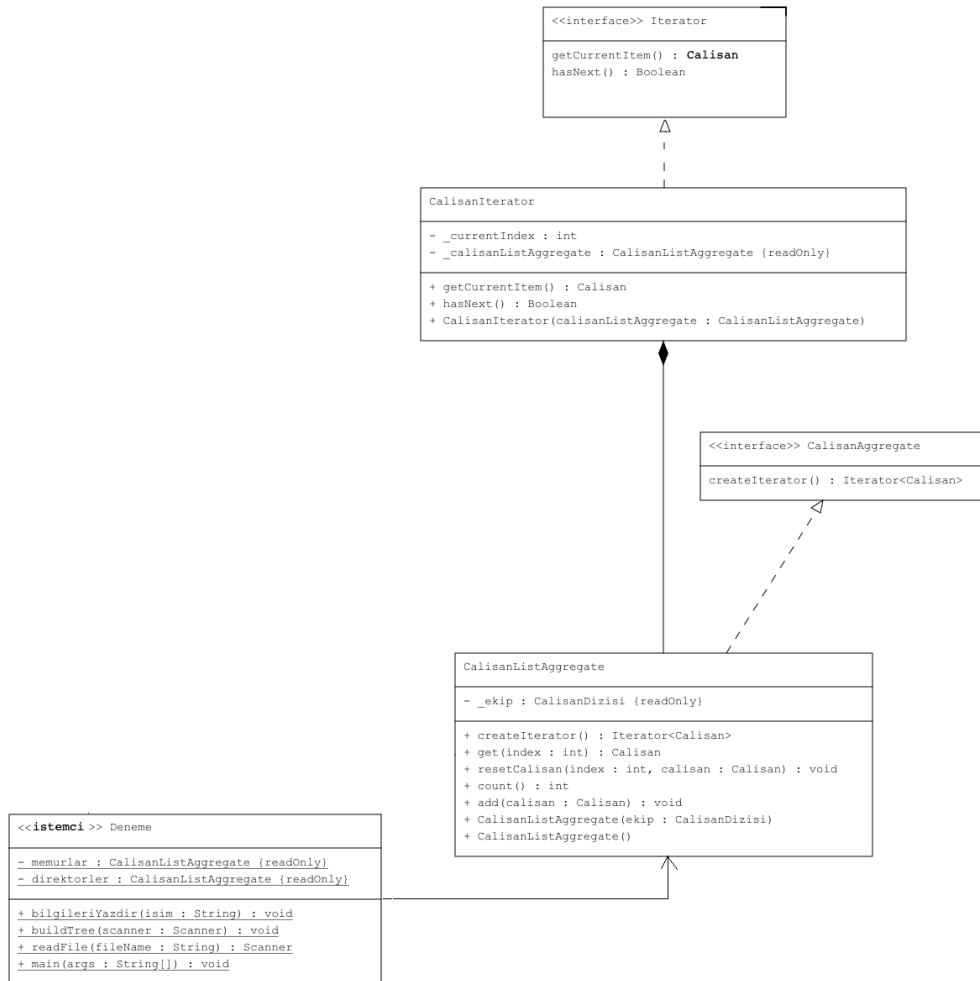 <<interface>> Iterator
getCurrentItem() : Calisan
hasNext() : Boolean
CalisanIterator
- _currentIndex : int
- _calisanListAggregate : CalisanListAggregate {readOnly}
+ getCurrentItem() : Calisan
+ hasNext() : Boolean
+ CalisanIterator(calisanListAggregate : CalisanListAggregate)
<<interface>> CalisanAggregate
createIterator() : Iterator<Calisan>
CalisanListAggregate
- _ekip : CalisanDizisi {readOnly}
+ createIterator() : Iterator<Calisan>
+ get(index : int) : Calisan
+ resetCalisan(index : int, calisan : Calisan) : void
+ count() : int
+ add(calisan : Calisan) : void
+ CalisanListAggregate(ekip : CalisanDizisi)
+ CalisanListAggregate()
<<istemci >> Deneme
- memurlar : CalisanListAggregate {readOnly}
- direktorler : CalisanListAggregate {readOnly}
+ bilgileriYazdir(isim : String) : void
+ buildTree(scanner : Scanner) : void
+ readFile(fileName : String) : Scanner
+ main(args : String[]) : void